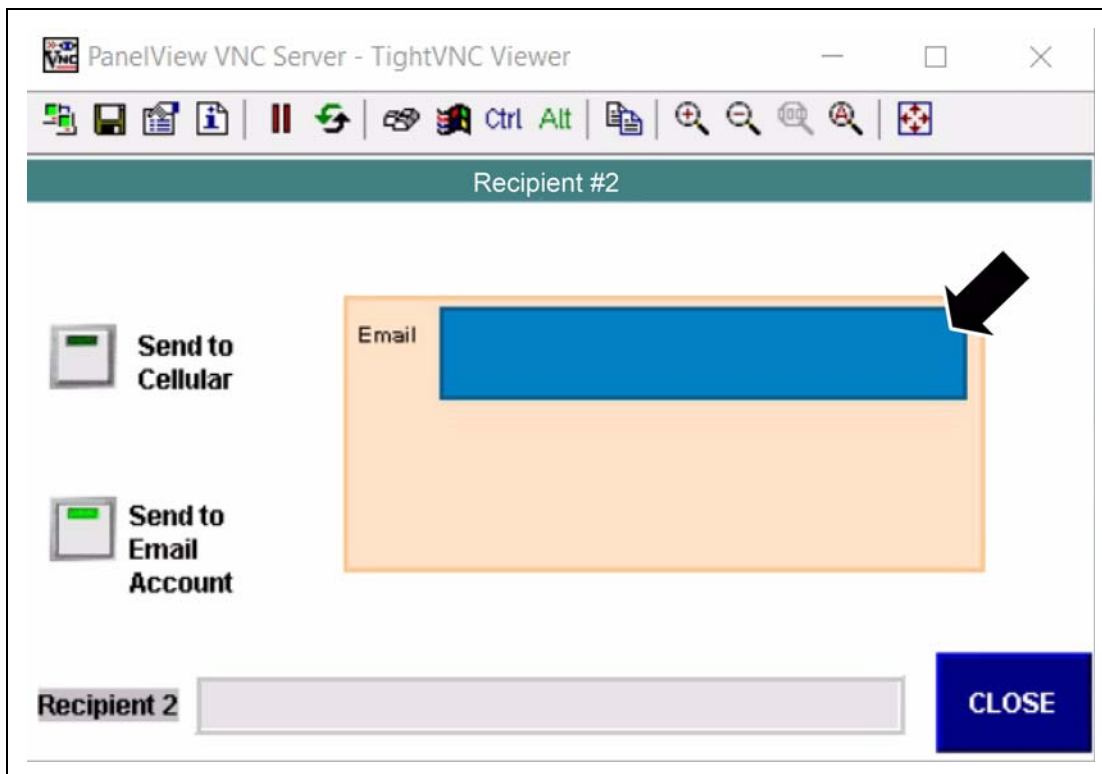 PanelView VNC Server - TightVNC Viewer
Ctrl Alt
Recipient #2
Send to
Cellular
Email
Send to
Email
Account
Recipient 2
CLOSE